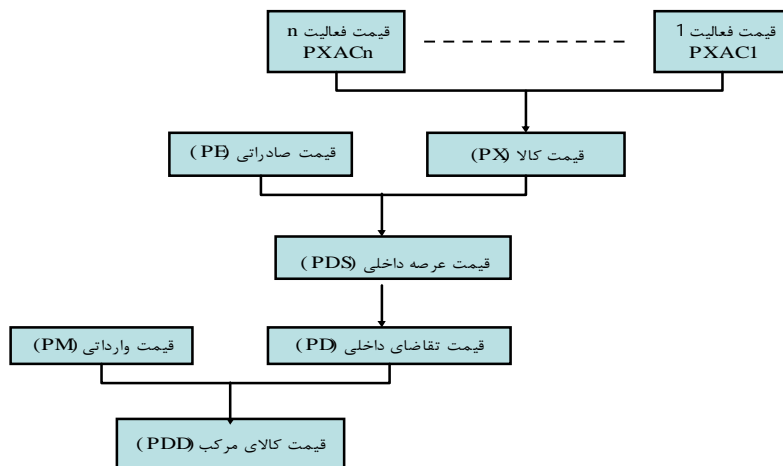 قیمت فعالیت 1
PXAC1
قیمت فعالیت n
PXACn
قیمت کالا (PX)
قیمت صادراتی (PE)
قیمت عرصه داخلی (PDS)
قیمت تقاضای داخلی (PD)
قیمت وارداتی (PM)
قیمت کالای مرکب (PDD)